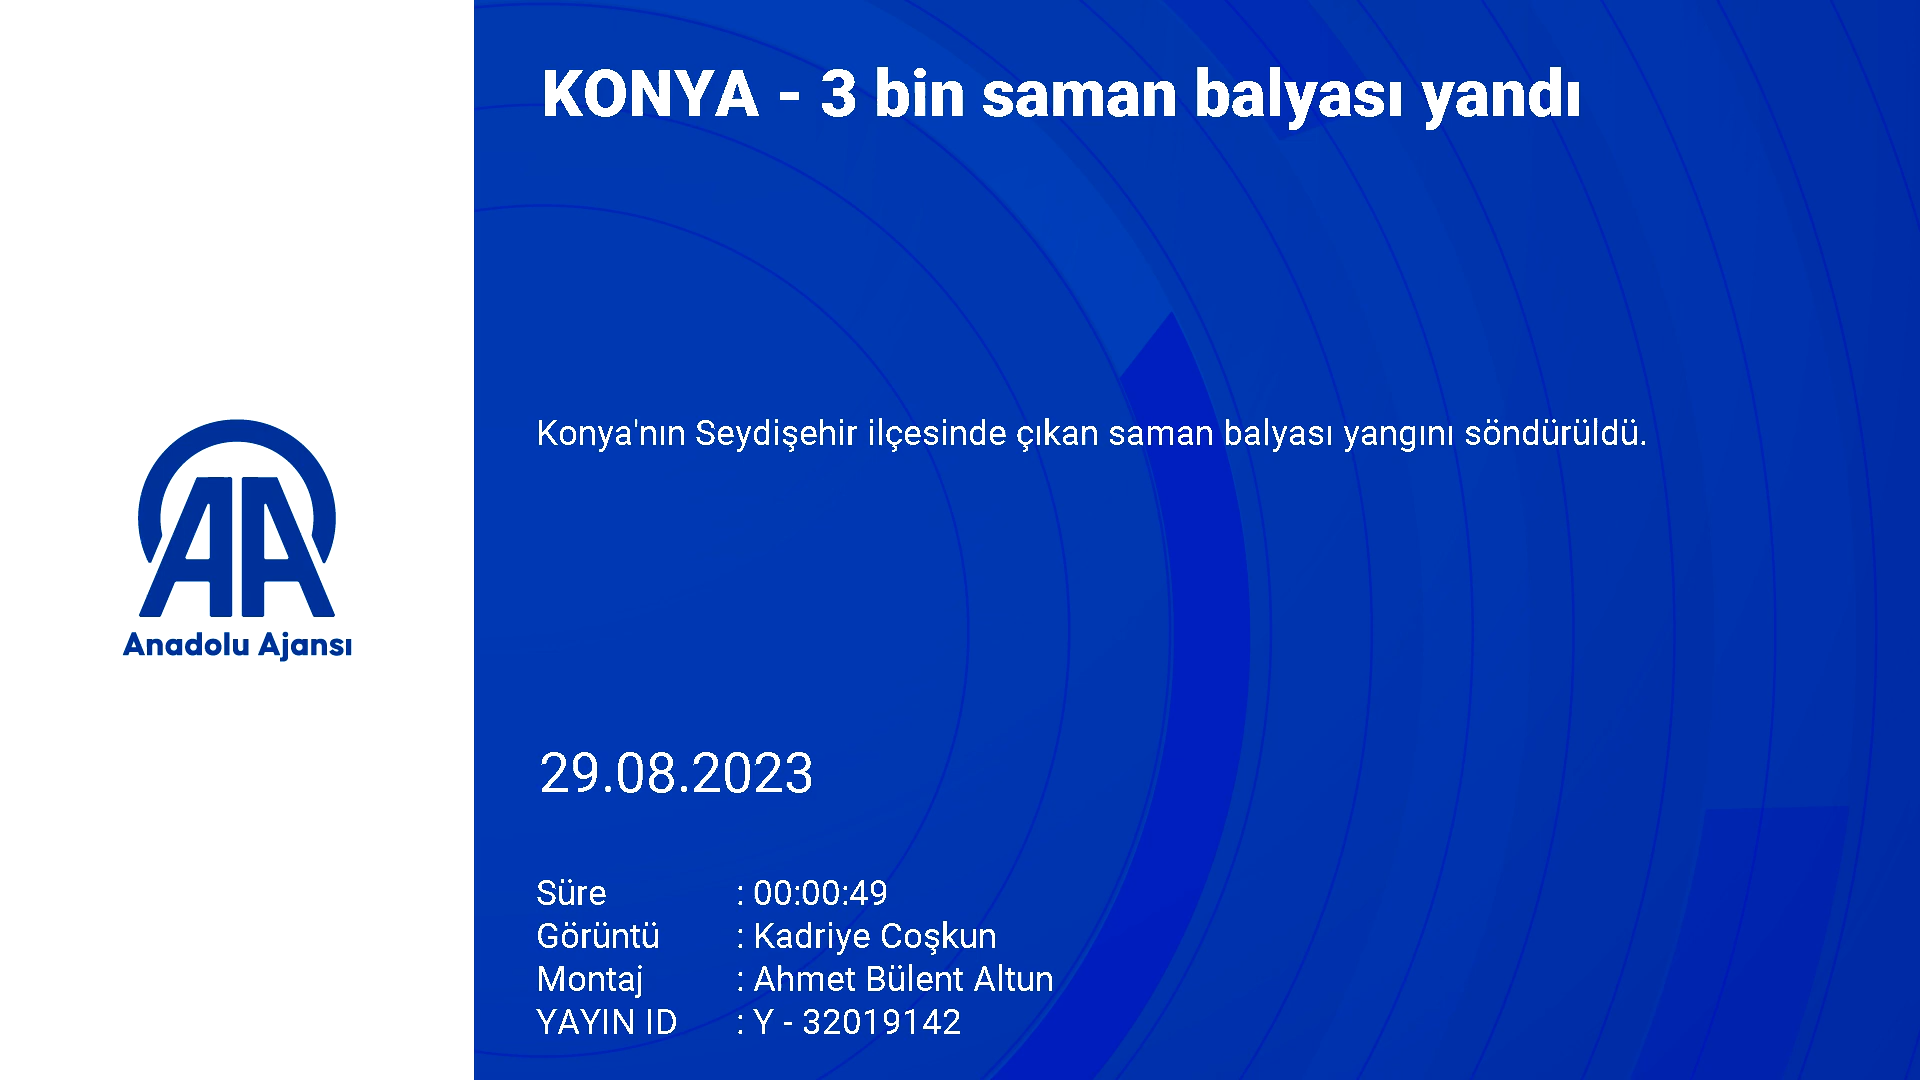 KONYA - 3 bin saman balyası yandı
Konya'nın Seydişehir ilçesinde çıkan saman balyası yangını söndürüldü.
AA
Anadolu Ajansı
29.08.2023
Süre : 00:00:49
Görüntü : Kadriye Coşkun
Montaj : Ahmet Bülent Altun
YAYIN ID : Y - 32019142